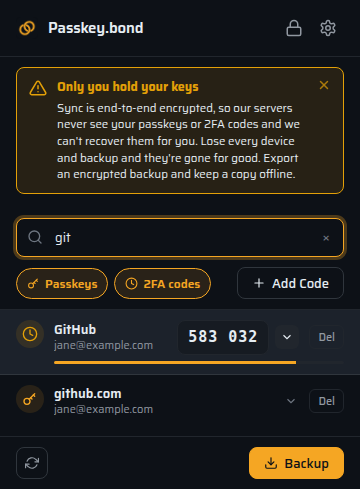 Passkey.bond
Only you hold your keys
Sync is end-to-end encrypted, so our servers
never see your passkeys or 2FA codes and we
can't recover them for you. Lose every device
and backup and they're gone for good. Export
an encrypted backup and keep a copy offline.
git
Passkeys
2FA codes
Add Code
GitHub
jane@example.com
583 032
Del
github.com
jane@example.com
Del
Backup